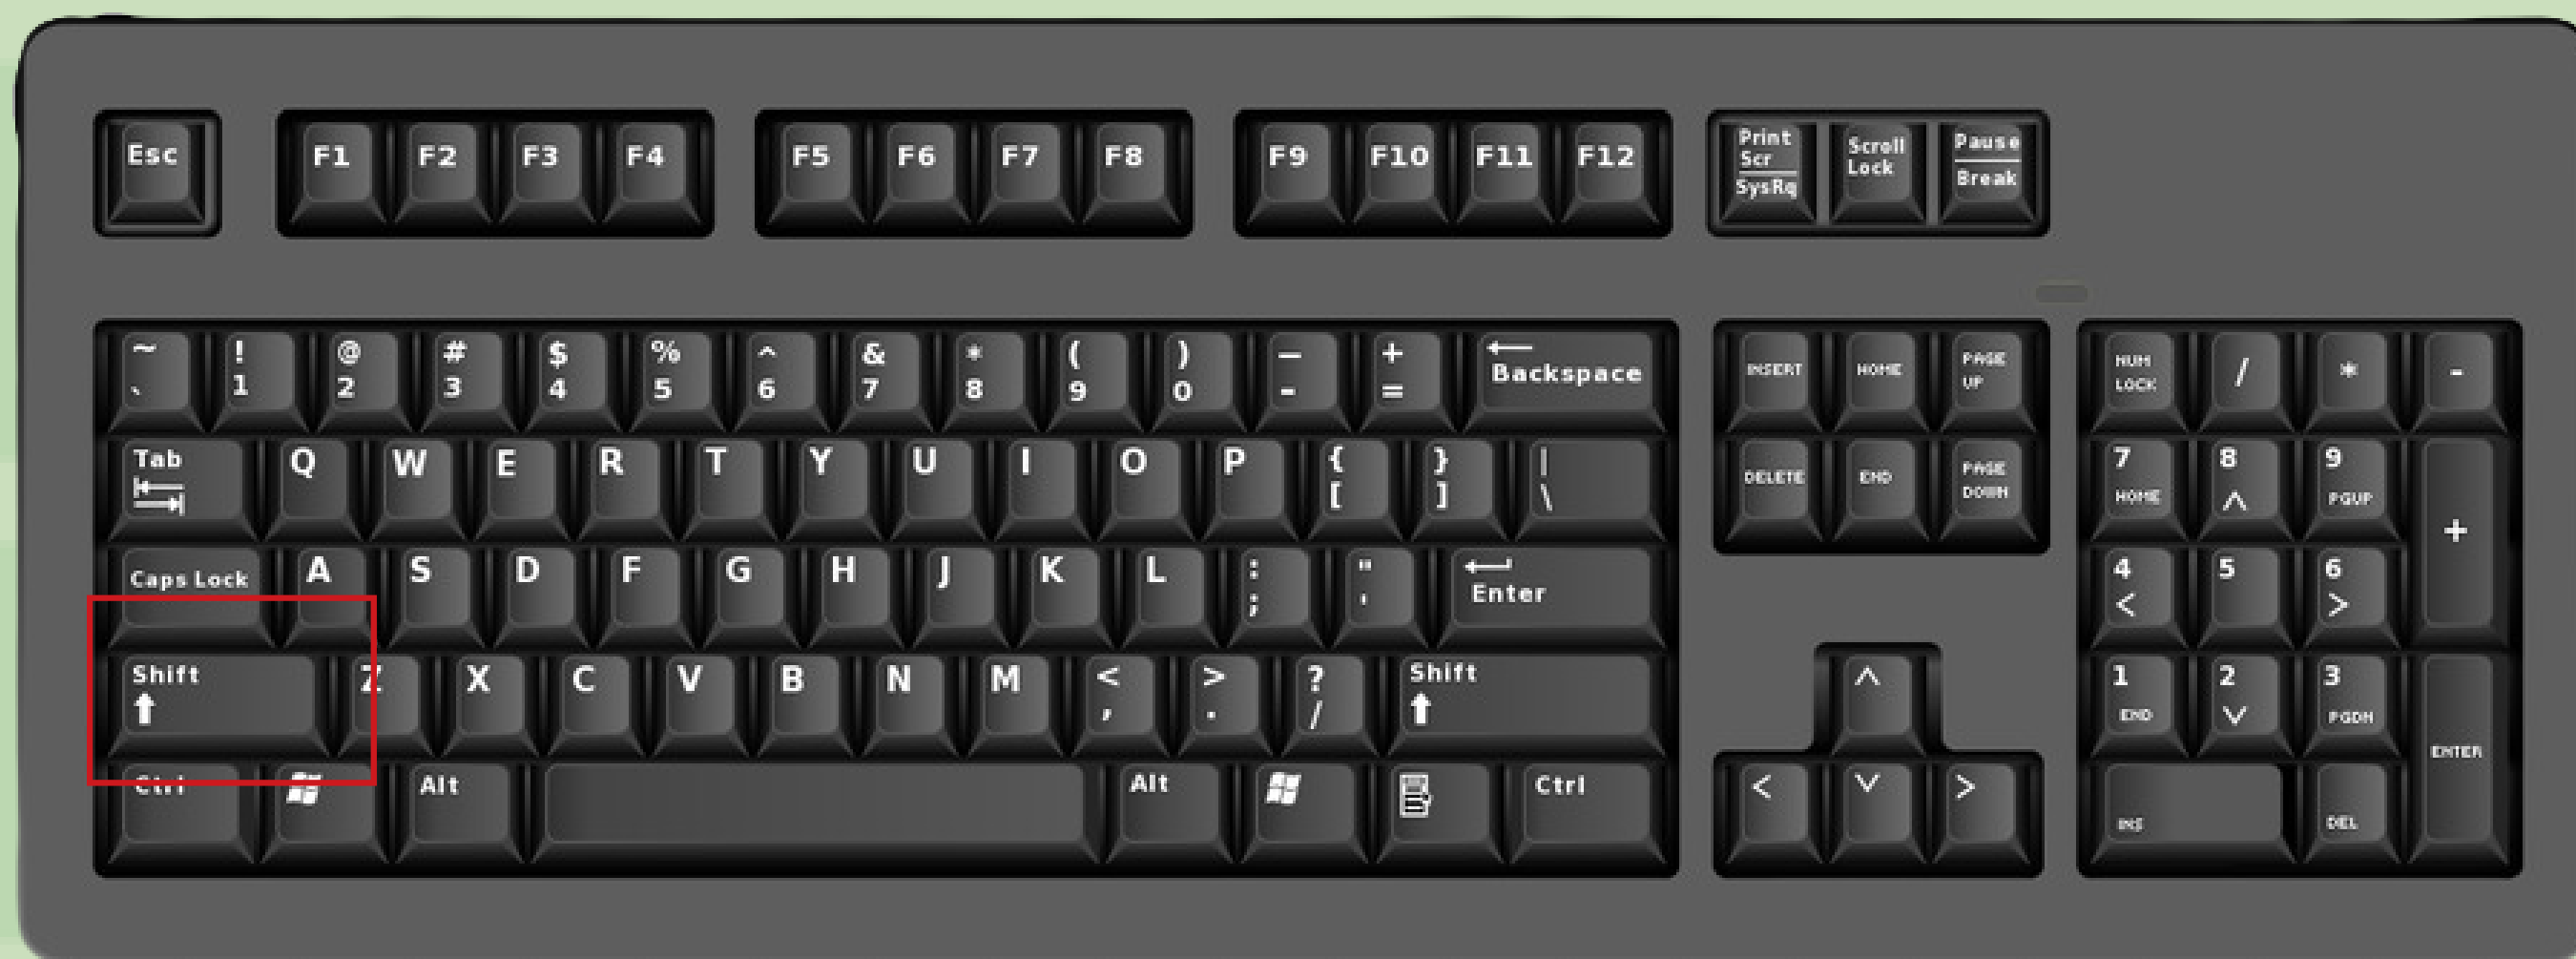 Esc F1 F2 F3 F4 F5 F6 F7 F8 F9 F10 F11 F12 Print Scr SysRq Scroll Lock Pause Break
~ ` ! 1 @ 2 # 3 $ 4 % 5 ^ 6 & 7 * 8 ( 9 ) 0 — - + = Backspace INSERT HOME PAGE UP NUM LOCK / * -
Tab Q W E R T Y U I O P { [ } ] | \ DELETE END PAGE DOWN 7 HOME 8 ^ 9 PGUP +
Caps Lock A S D F G H J K L : ; " ' Enter 4 < 5 6 >
Shift Z X C V B N M < , > . ? / Shift ^ 1 END 2 v 3 PGDN ENTER
Ctrl Alt Alt Ctrl < v > INS DEL